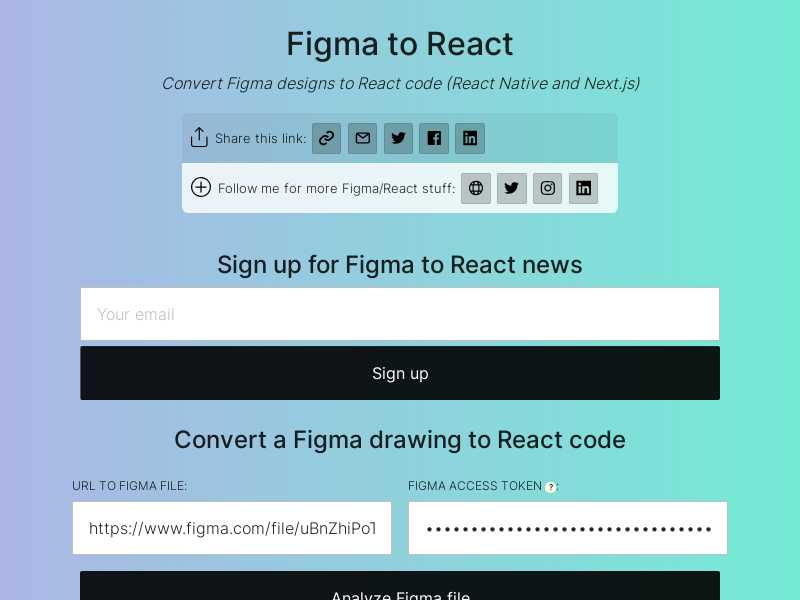 Figma to React
Convert Figma designs to React code (React Native and Next.js)
Share this link:
Follow me for more Figma/React stuff:
Sign up for Figma to React news
Your email
Sign up
Convert a Figma drawing to React code
URL TO FIGMA FILE:
FIGMA ACCESS TOKEN ?:
https://www.figma.com/file/uBnZhiPoT
••••••••••••••••••••••••••••••••
Analyze Figma file